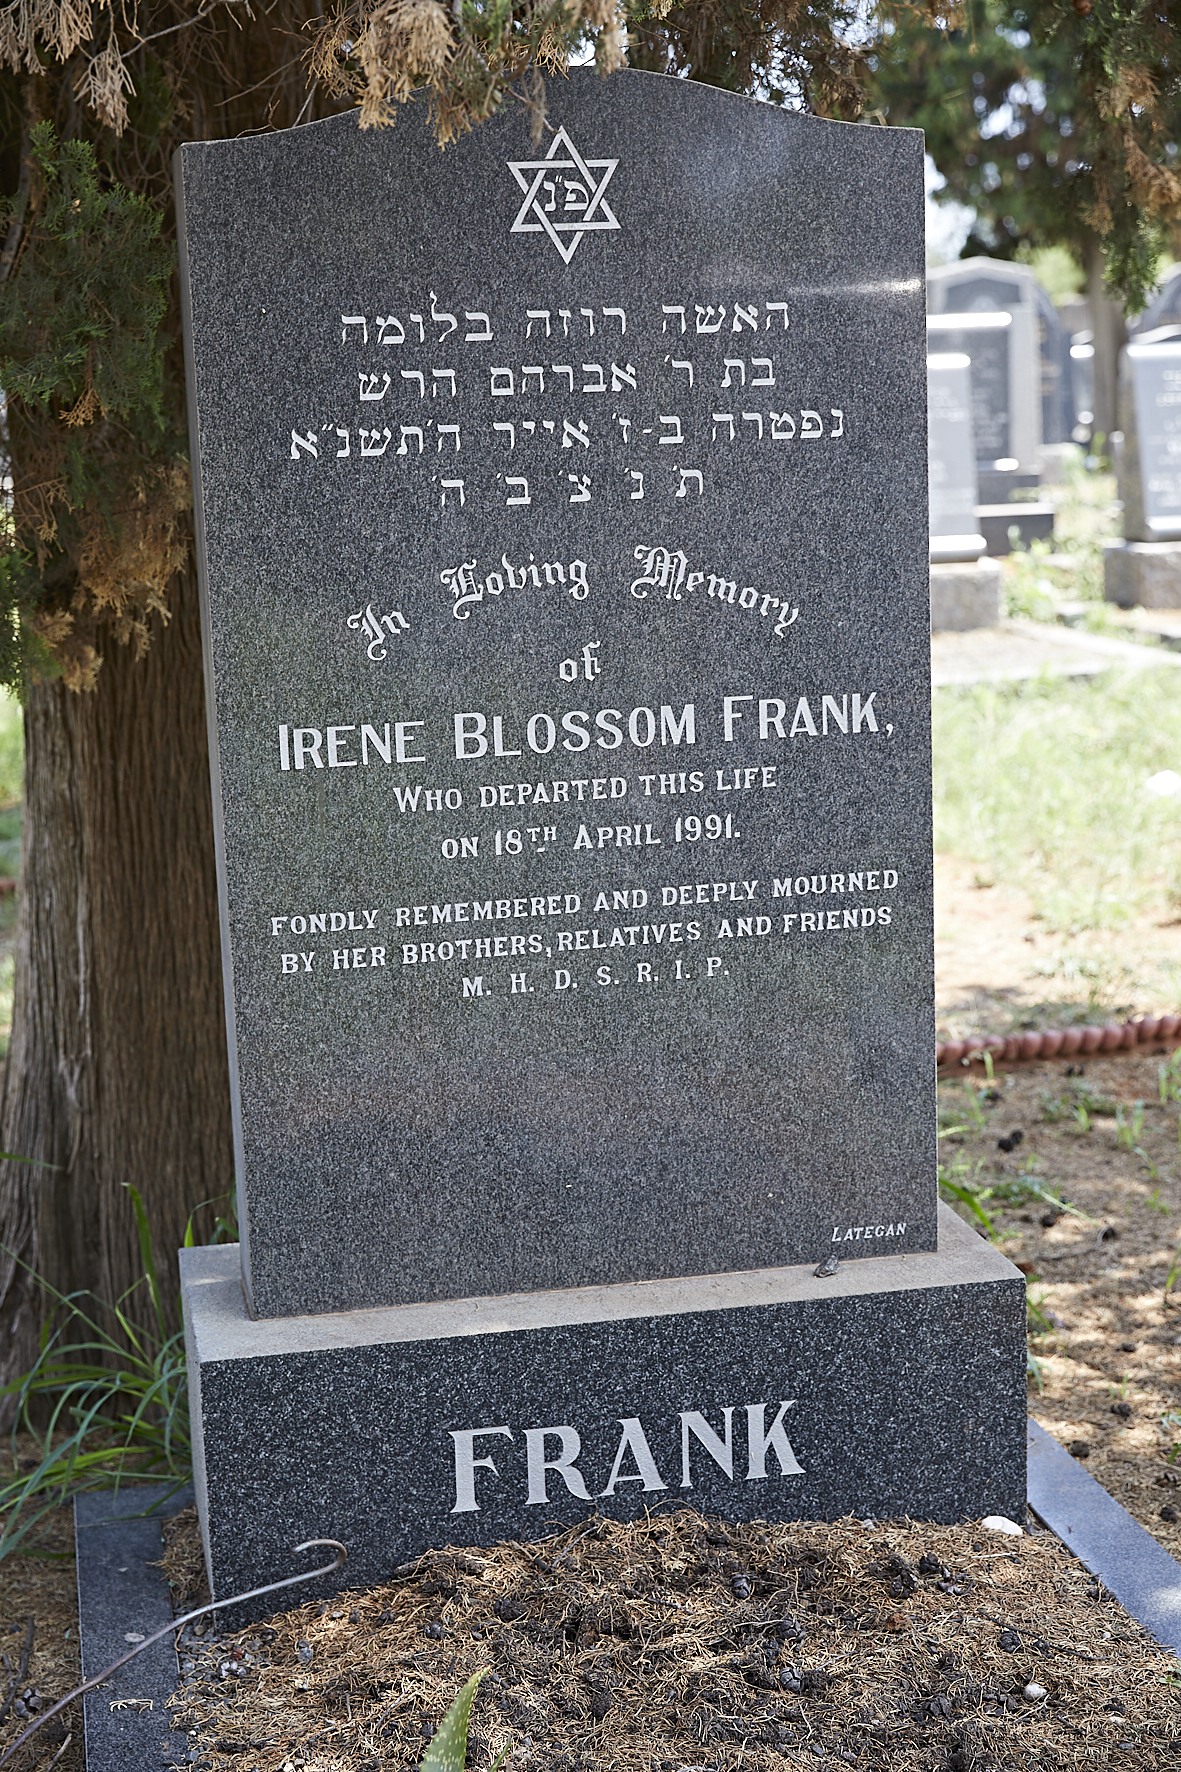 פ"נ
האשה רוזה בלומה
בת ר' אברהם הרש
נפטרה ב-ז' אייר ה'תשנ"א
ת' נ' צ' ב' ה'
In Loving Memory
of
IRENE BLOSSOM FRANK,
WHO DEPARTED THIS LIFE
ON 18TH APRIL 1991.
FONDLY REMEMBERED AND DEEPLY MOURNED
BY HER BROTHERS, RELATIVES AND FRIENDS
M. H. D. S. R. I. P.
LATEGAN
FRANK